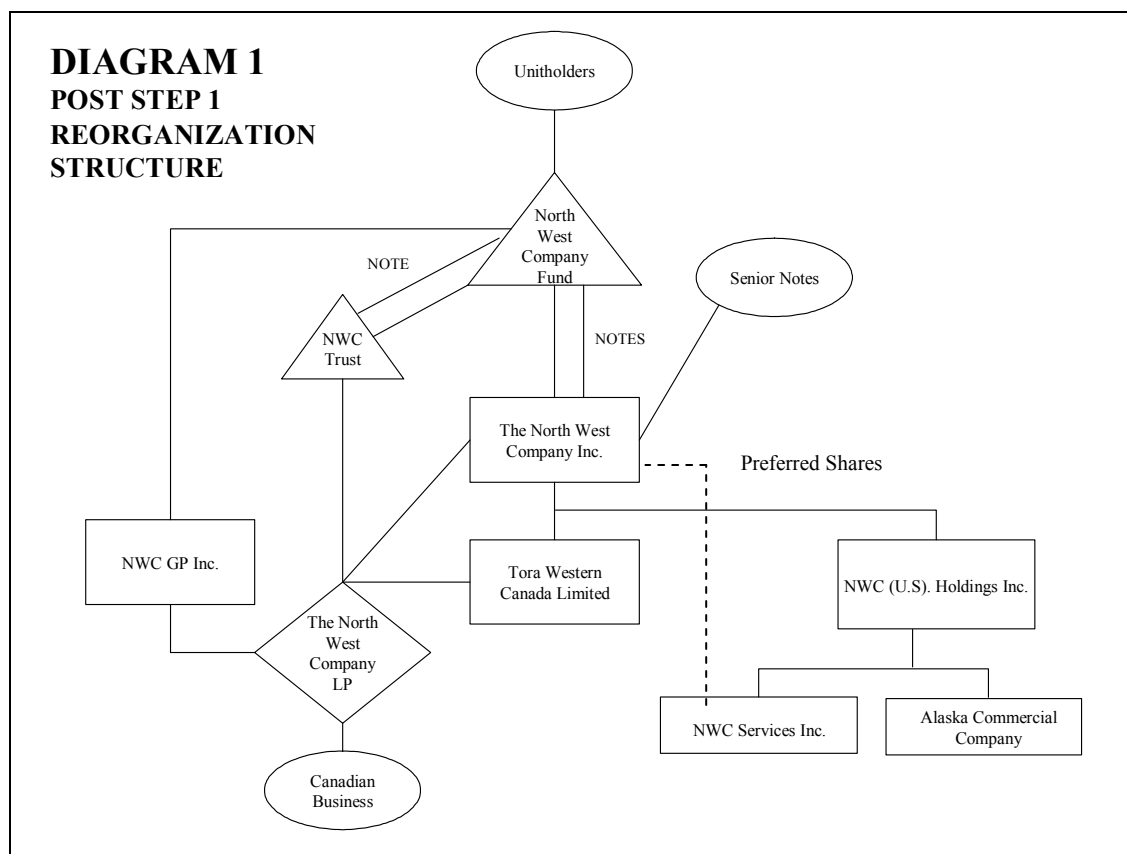 DIAGRAM 1
POST STEP 1
REORGANIZATION
STRUCTURE
Unitholders
North
West
Company
Fund
NOTE
Senior Notes
NWC
Trust
NOTES
The North West
Company Inc.
Preferred Shares
NWC GP Inc.
Tora Western
Canada Limited
NWC (U.S). Holdings Inc.
The North
West
Company
LP
NWC Services Inc.
Alaska Commercial
Company
Canadian
Business